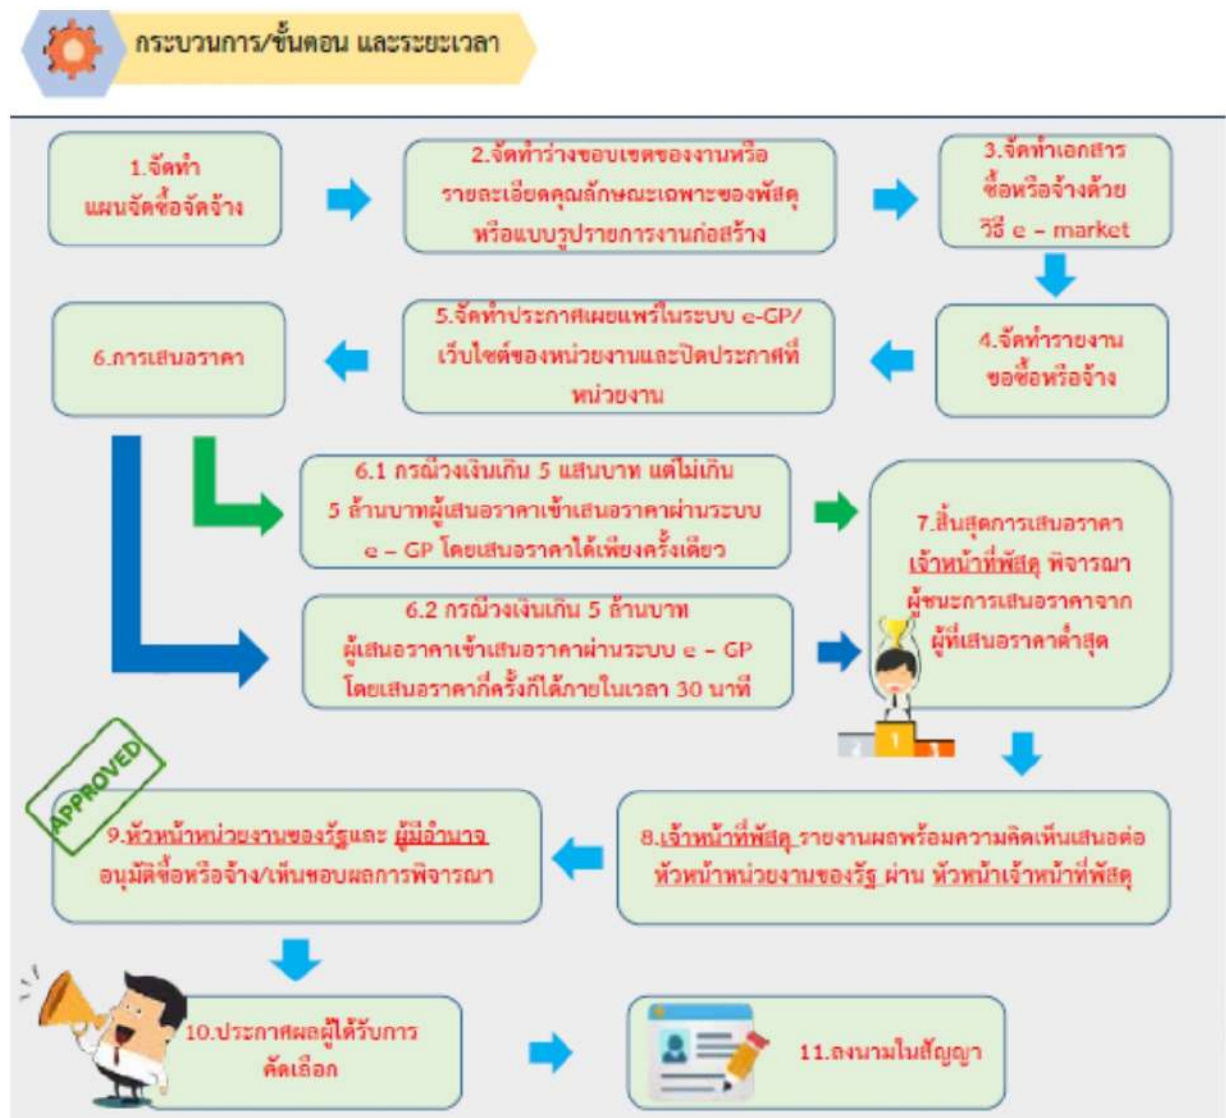 กระบวนการ/ขั้นตอน และระยะเวลา
1.จัดทำ
แผนจัดซื้อจัดจ้าง
2.จัดทำร่างขอบเขตของงานหรือ
รายละเอียดคุณลักษณะเฉพาะของพัสดุ
หรือแบบรูปรายการงานก่อสร้าง
3.จัดทำเอกสาร
ซื้อหรือจ้างด้วย
วิธี e – market
4.จัดทำรายงาน
ขอซื้อหรือจ้าง
5.จัดทำประกาศเผยแพร่ในระบบ e-GP/
เว็บไซต์ของหน่วยงานและปิดประกาศที่
หน่วยงาน
6.การเสนอราคา
6.1 กรณีวงเงินเกิน 5 แสนบาท แต่ไม่เกิน
5 ล้านบาทผู้เสนอราคาเข้าเสนอราคาผ่านระบบ
e – GP โดยเสนอราคาได้เพียงครั้งเดียว
6.2 กรณีวงเงินเกิน 5 ล้านบาท
ผู้เสนอราคาเข้าเสนอราคาผ่านระบบ e – GP
โดยเสนอราคากี่ครั้งก็ได้ภายในเวลา 30 นาที
7.สิ้นสุดการเสนอราคา
เจ้าหน้าที่พัสดุ พิจารณา
ผู้ชนะการเสนอราคาจาก
ผู้ที่เสนอราคาต่ำสุด
2 1 3
8.เจ้าหน้าที่พัสดุ รายงานผลพร้อมความคิดเห็นเสนอต่อ
หัวหน้าหน่วยงานของรัฐ ผ่าน หัวหน้าเจ้าหน้าที่พัสดุ
APPROVED
9.หัวหน้าหน่วยงานของรัฐและ ผู้มีอำนาจ
อนุมัติซื้อหรือจ้าง/เห็นชอบผลการพิจารณา
10.ประกาศผลผู้ได้รับการ
คัดเลือก
11.ลงนามในสัญญา